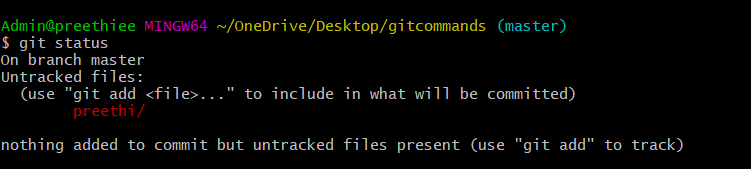 Admin@preethiee MINGW64 ~/OneDrive/Desktop/gitcommands (master)
$ git status
On branch master
Untracked files:
  (use "git add <file>..." to include in what will be committed)
        preethi/

nothing added to commit but untracked files present (use "git add" to track)